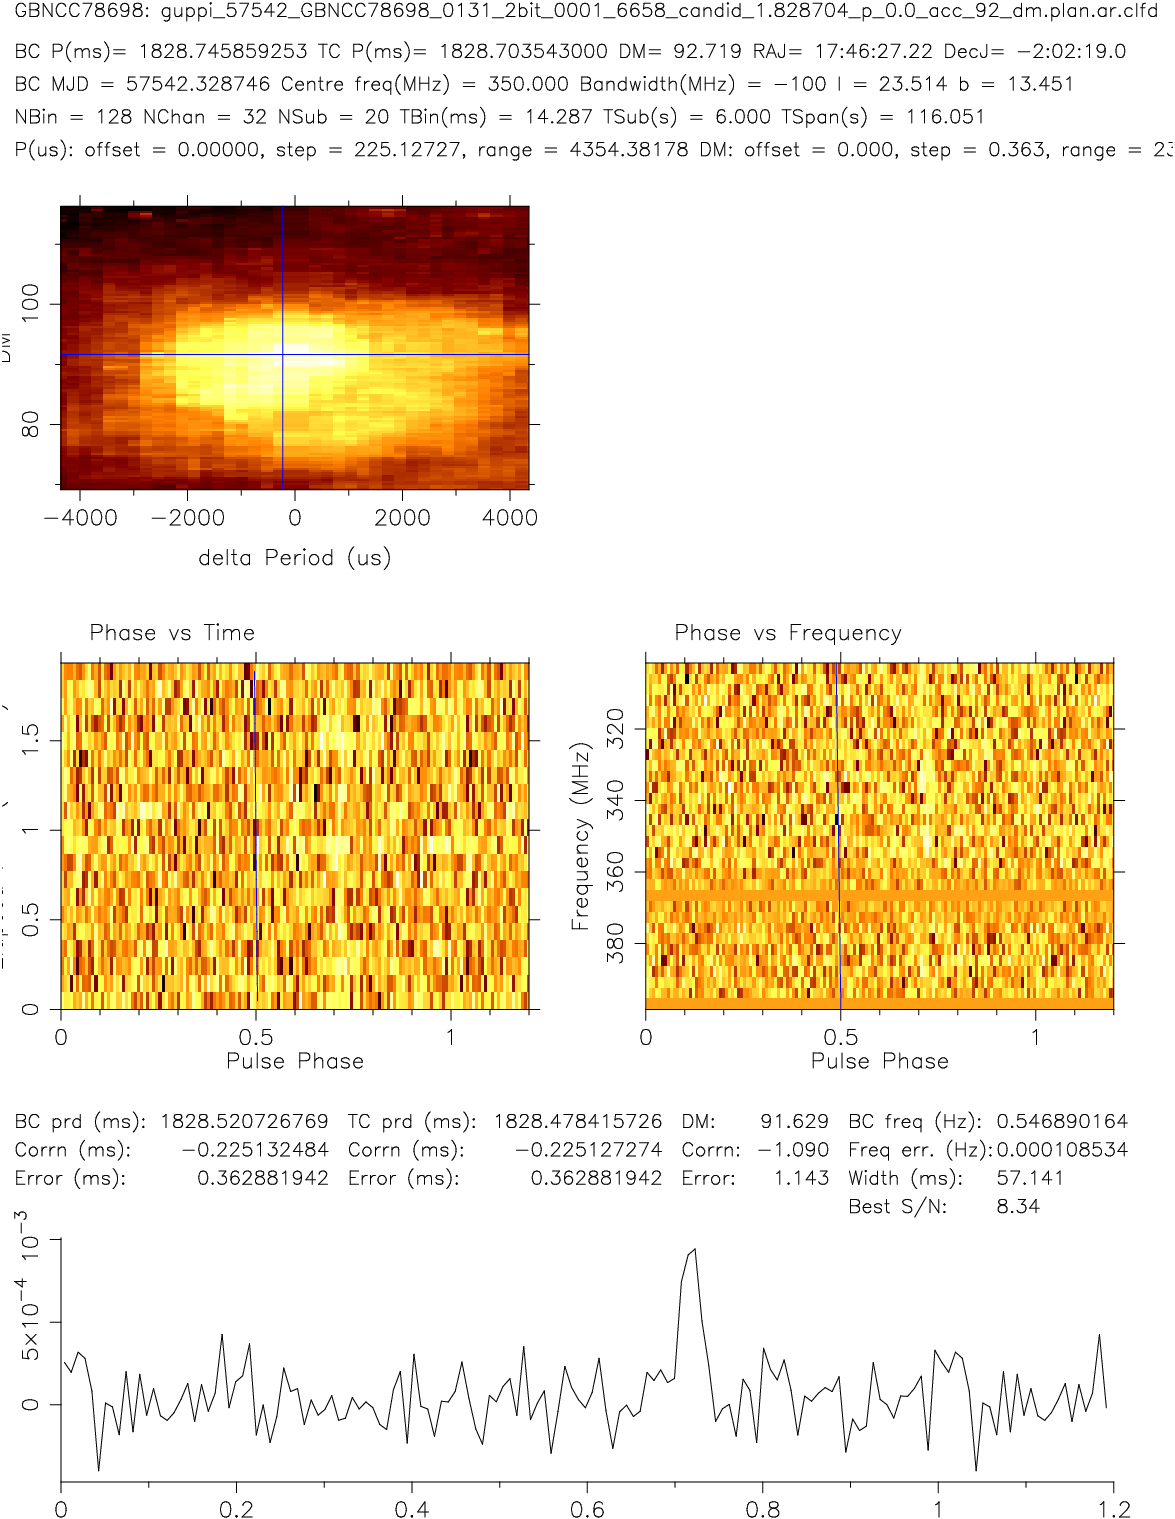 GBNCC78698: guppi_57542_GBNCC78698_0131_2bit_0001_6658_candid_1.828704_p_0.0_acc_92_dm.plan.ar.clfd
BC P(ms)= 1828.745859253 TC P(ms)= 1828.703543000 DM= 92.719 RAJ= 17:46:27.22 DecJ= −2:02:19.0
BC MJD = 57542.328746 Centre freq(MHz) = 350.000 Bandwidth(MHz) = −100 l = 23.514 b = 13.451
NBin = 128 NChan = 32 NSub = 20 TBin(ms) = 14.287 TSub(s) = 6.000 TSpan(s) = 116.051
P(us): offset = 0.00000, step = 225.12727, range = 4354.38178 DM: offset = 0.000, step = 0.363, range =
DM
100
80
−4000 −2000 0 2000 4000
delta Period (us)
Phase vs Time
1.5
1
0.5
0
0 0.5 1
Pulse Phase
Phase vs Frequency
Frequency (MHz)
320
340
360
380
0 0.5 1
Pulse Phase
BC prd (ms): 1828.520726769 TC prd (ms): 1828.478415726 DM: 91.629 BC freq (Hz): 0.546890164
Corrn (ms): −0.225132484 Corrn (ms): −0.225127274 Corrn: −1.090 Freq err. (Hz): 0.000108534
Error (ms): 0.362881942 Error (ms): 0.362881942 Error: 1.143 Width (ms): 57.141
Best S/N: 8.34
10−3
5×10−4
0
0 0.2 0.4 0.6 0.8 1 1.2